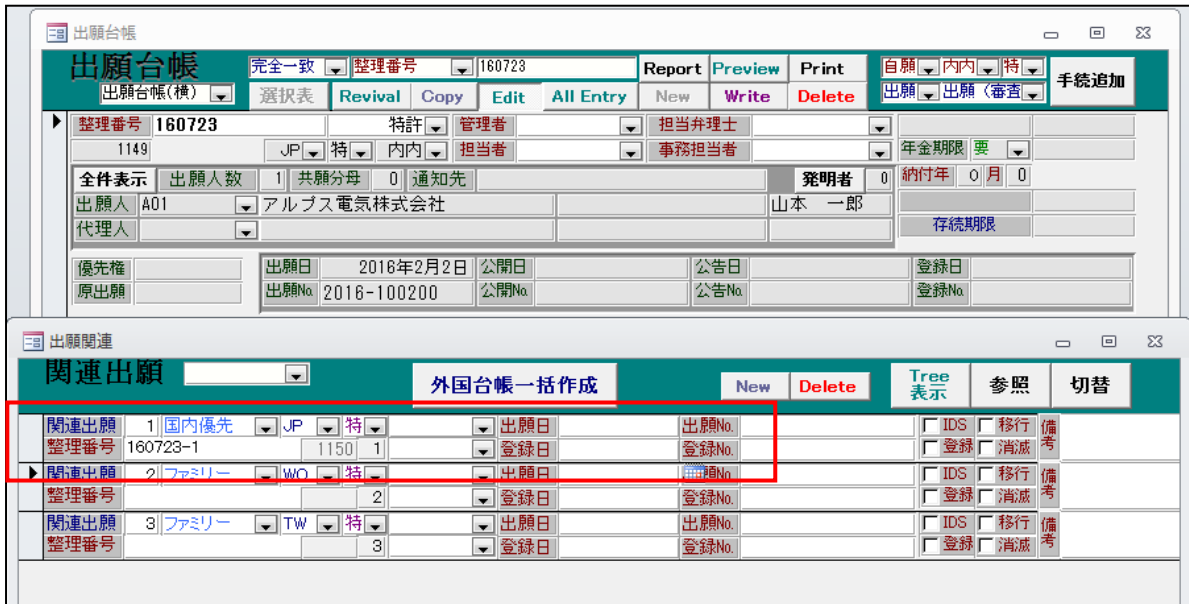 出願台帳
出願台帳 完全一致 整理番号 160723 Report Preview Print 自願 内内 特 手続追加
出願台帳(横) 選択表 Revival Copy Edit All Entry New Write Delete 出願 出願（審査
整理番号 160723 特許 管理者 担当弁理士
1149 JP 特 内内 担当者 事務担当者 年金期限 要
全件表示 出願人数 1 共願分母 0 通知先 発明者 0 納付年 0 月 0
出願人 A01 アルプス電気株式会社 山本 一郎
代理人 存続期限
優先権 出願日 2016年2月2日 公開日 公告日 登録日
原出願 出願No. 2016-100200 公開No. 公告No. 登録No.
出願関連
関連出願 外国台帳一括作成 New Delete Tree表示 参照 切替
関連出願 1 国内優先 JP 特 出願日 出願No. IDS 移行 備考
整理番号 160723-1 1150 1 登録日 登録No. 登録 消滅
関連出願 2 ファミリー WO 特 出願日 願No. IDS 移行 備考
整理番号 2 登録日 登録No. 登録 消滅
関連出願 3 ファミリー TW 特 出願日 出願No. IDS 移行 備考
整理番号 3 登録日 登録No. 登録 消滅